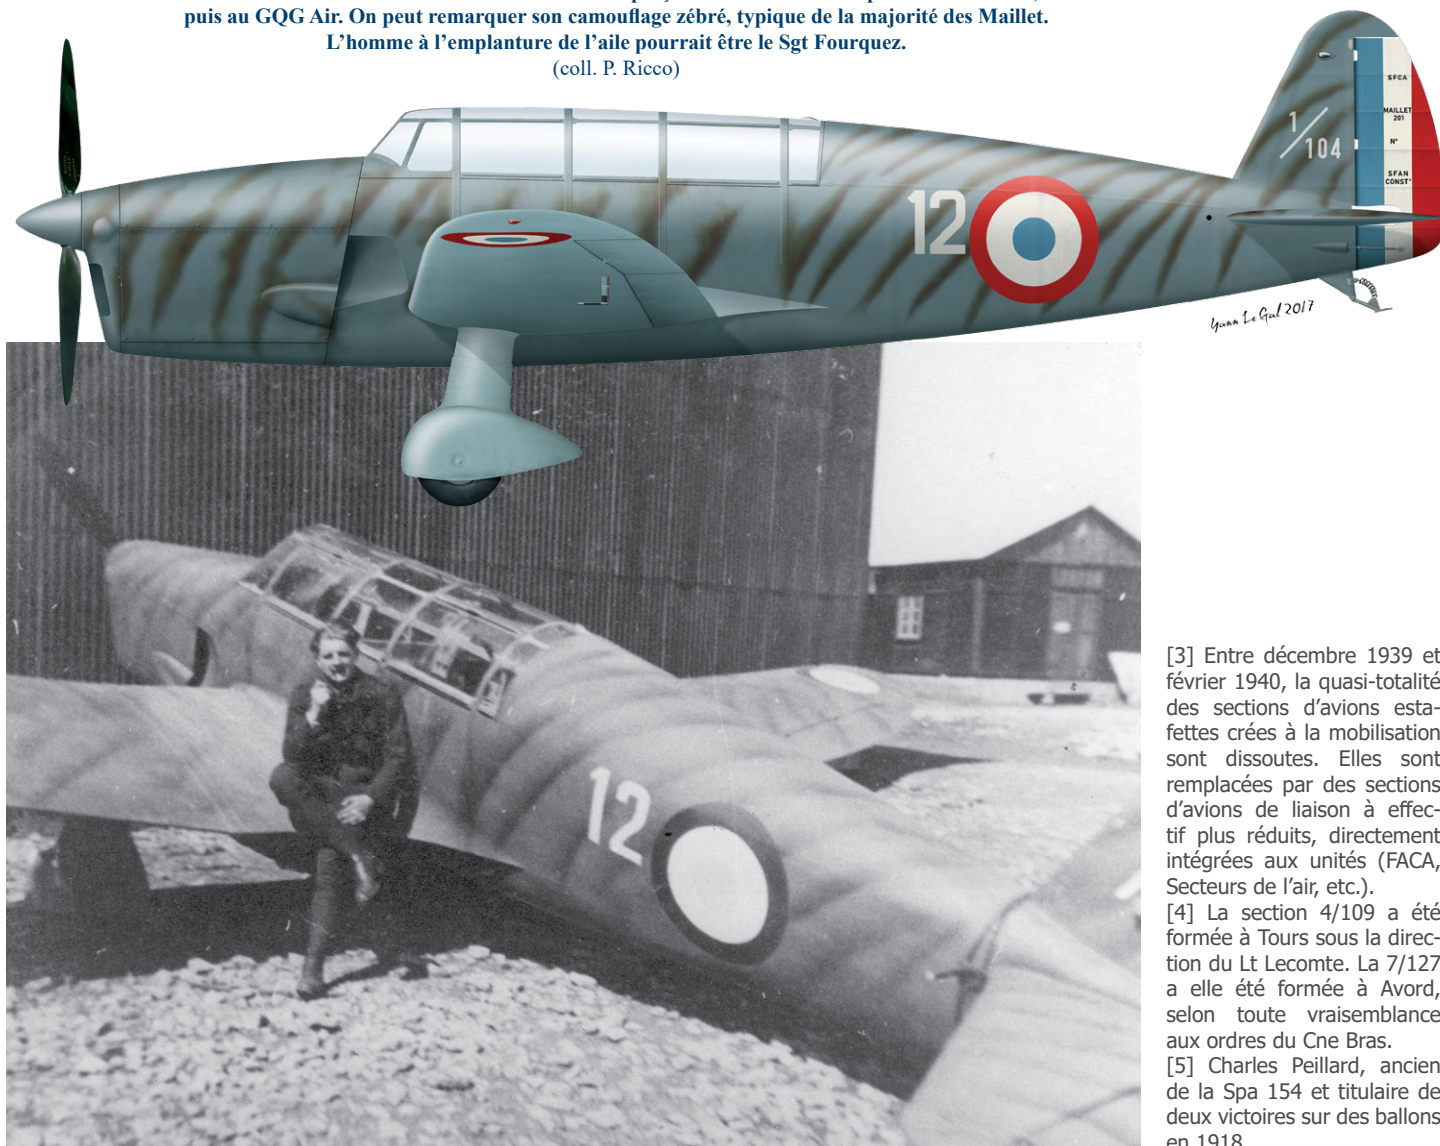 puis au GQG Air. On peut remarquer son camouflage zébré, typique de la majorité des Maillet.
L’homme à l’emplanture de l’aile pourrait être le Sgt Fourquez.
(coll. P. Ricco)
SFCA
MAILLET
201
N°
SFAN
CONST'
1/104
12
Yann Le Gal 2017
12
[3] Entre décembre 1939 et
février 1940, la quasi-totalité
des sections d’avions esta-
fettes crées à la mobilisation
sont dissoutes. Elles sont
remplacées par des sections
d’avions de liaison à effec-
tif plus réduits, directement
intégrées aux unités (FACA,
Secteurs de l’air, etc.).
[4] La section 4/109 a été
formée à Tours sous la direc-
tion du Lt Lecomte. La 7/127
a elle été formée à Avord,
selon toute vraisemblance
aux ordres du Cne Bras.
[5] Charles Peillard, ancien
de la Spa 154 et titulaire de
deux victoires sur des ballons
en 1918.